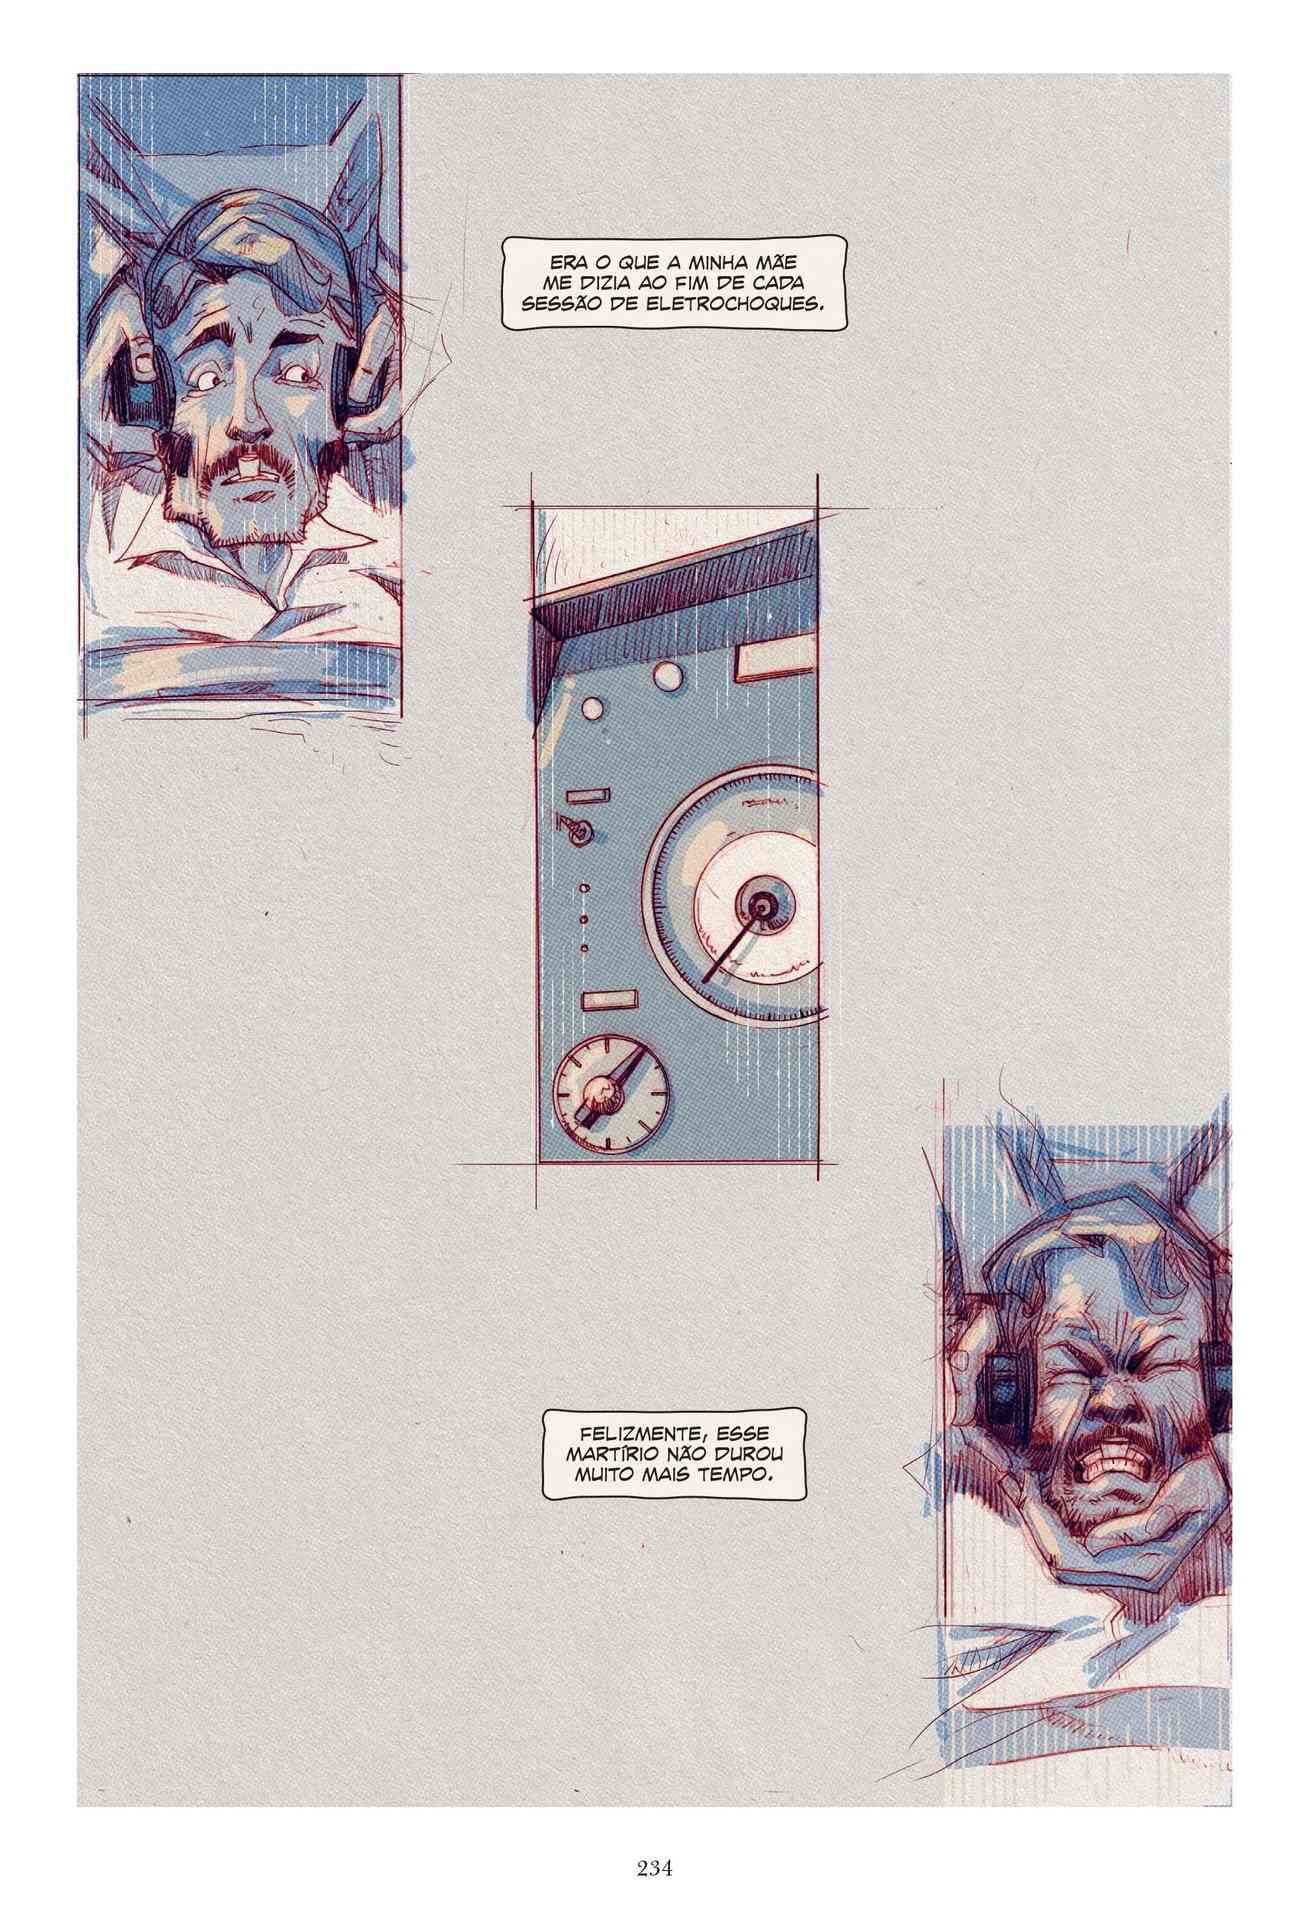 ERA O QUE A MINHA MÃE
ME DIZIA AO FIM DE CADA
SESSÃO DE ELETROCHOQUES.
FELIZMENTE, ESSE
MARTÍRIO NÃO DUROU
MUITO MAIS TEMPO.
234